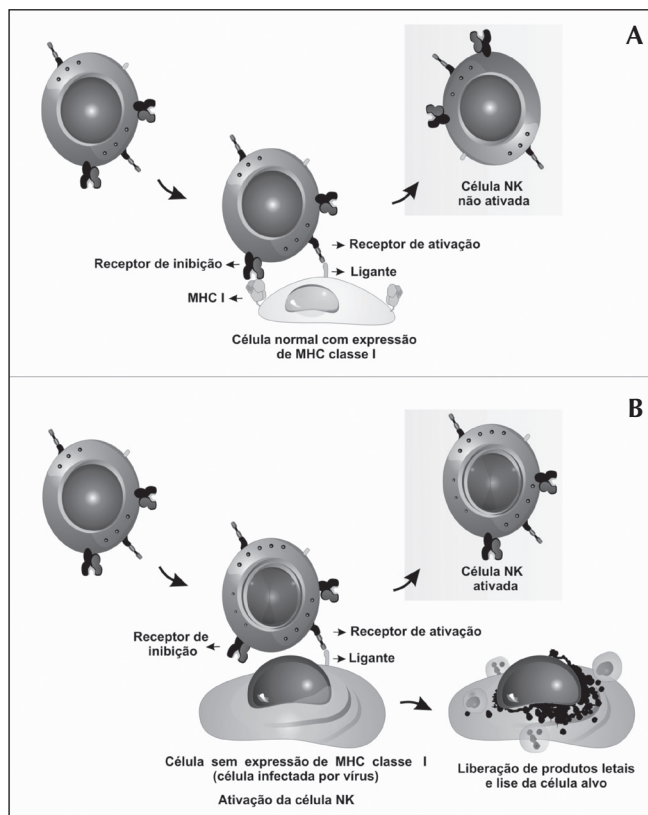 A
Célula NK
não ativada
Receptor de ativação
Receptor de inibição
Ligante
MHC I
Célula normal com expressão
de MHC classe I
B
Célula NK
ativada
Receptor de
inibição
Receptor de ativação
Ligante
Célula sem expressão de MHC classe I
(célula infectada por vírus)
Ativação da célula NK
Liberação de produtos letais
e lise da célula alvo